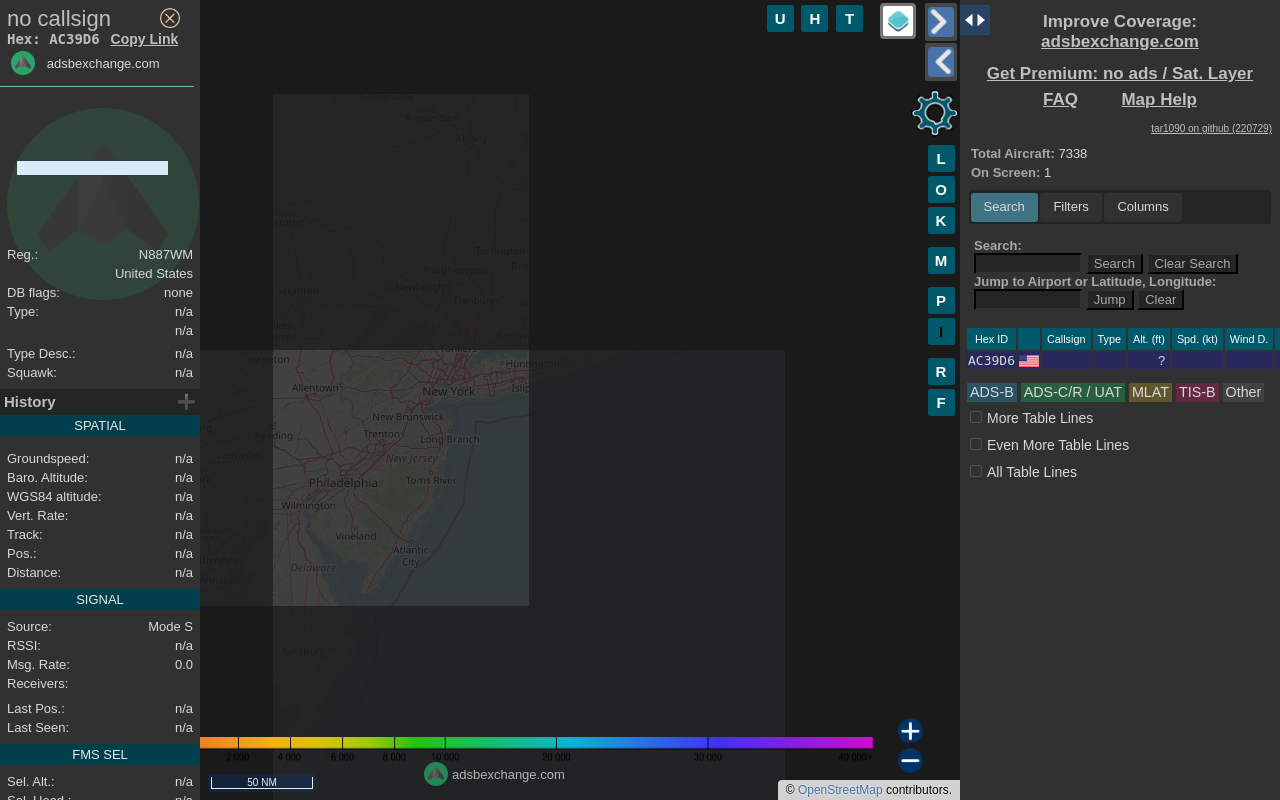 no callsign
Hex: AC39D6 Copy Link
adsbexchange.com
Reg.: N887WM
United States
DB flags: none
Type: n/a
n/a
Type Desc.: n/a
Squawk: n/a
History
SPATIAL
Groundspeed: n/a
Baro. Altitude: n/a
WGS84 altitude: n/a
Vert. Rate: n/a
Track: n/a
Pos.: n/a
Distance: n/a
SIGNAL
Source: Mode S
RSSI: n/a
Msg. Rate: 0.0
Receivers:
Last Pos.: n/a
Last Seen: n/a
FMS SEL
Sel. Alt.: n/a
Sel. Head.: n/a
U H T
L
O
K
M
P
I
R
F
Amsterdam
Albany
Poughkeepsie
Newburgh
Scranton
Danbury
Yonkers
Huntington
Allentown
New York
Islip
New Brunswick
Reading
Trenton
Long Branch
Lancaster
New Jersey
Philadelphia
Toms River
Wilmington
Vineland
Atlantic
City
Delaware
Annapolis
Salisbury
2 000 4 000 6 000 8 000 10 000 20 000 30 000 40 000+
50 NM
adsbexchange.com
© OpenStreetMap contributors.
Improve Coverage:
adsbexchange.com
Get Premium: no ads / Sat. Layer
FAQ Map Help
tar1090 on github (220729)
Total Aircraft: 7338
On Screen: 1
Search Filters Columns
Search:
Search Clear Search
Jump to Airport or Latitude, Longitude:
Jump Clear
Hex ID Callsign Type Alt. (ft) Spd. (kt) Wind D.
AC39D6 ?
ADS-B ADS-C/R / UAT MLAT TIS-B Other
More Table Lines
Even More Table Lines
All Table Lines